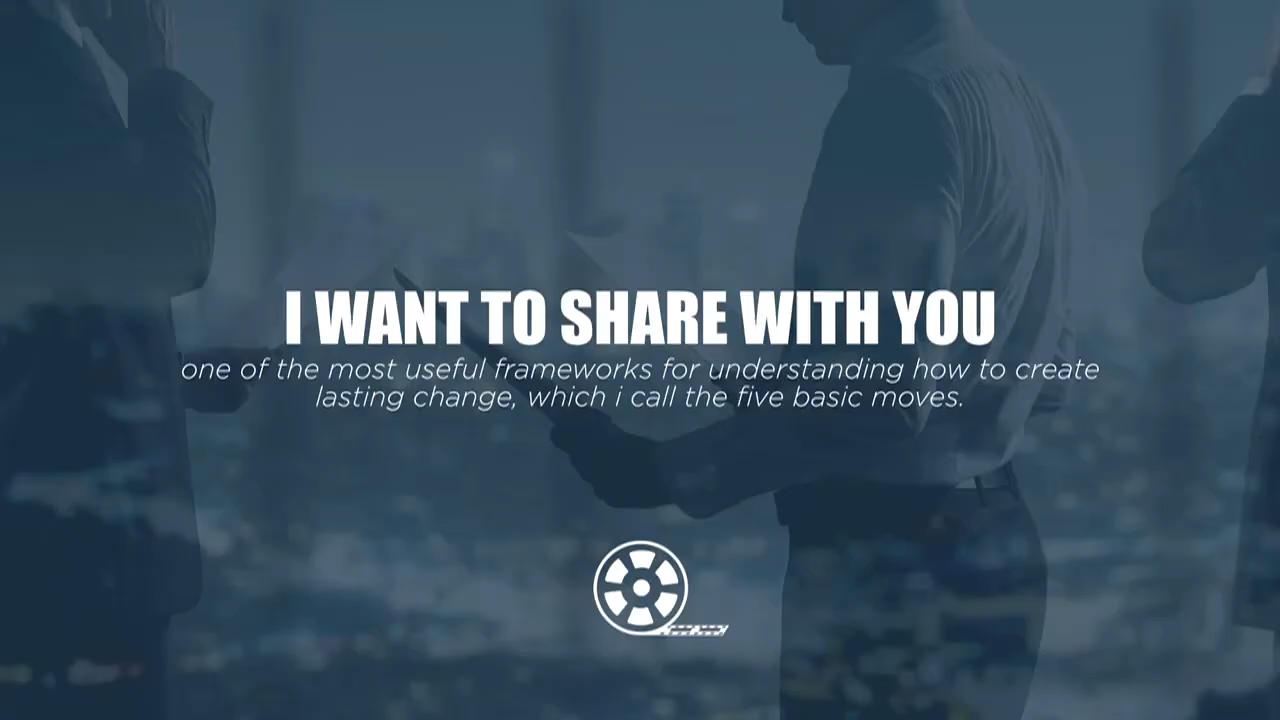 I WANT TO SHARE WITH YOU
one of the most useful frameworks for understanding how to create
lasting change, which i call the five basic moves.